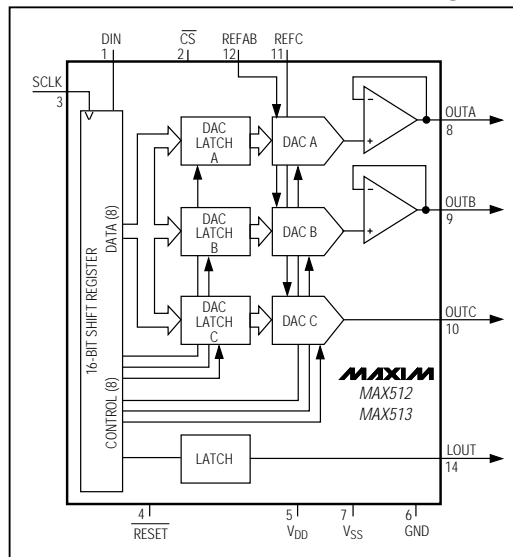 DIN
1
CS
2
REFAB
12
REFC
11
SCLK
3
16-BIT SHIFT REGISTER
DATA (8)
CONTROL (8)
DAC
LATCH
A
DAC A
OUTA
8
DAC
LATCH
B
DAC B
OUTB
9
DAC
LATCH
C
DAC C
OUTC
10
MAXIM
MAX512
MAX513
LATCH
LOUT
14
4
RESET
5
VDD
7
VSS
6
GND
- 
+
-
+